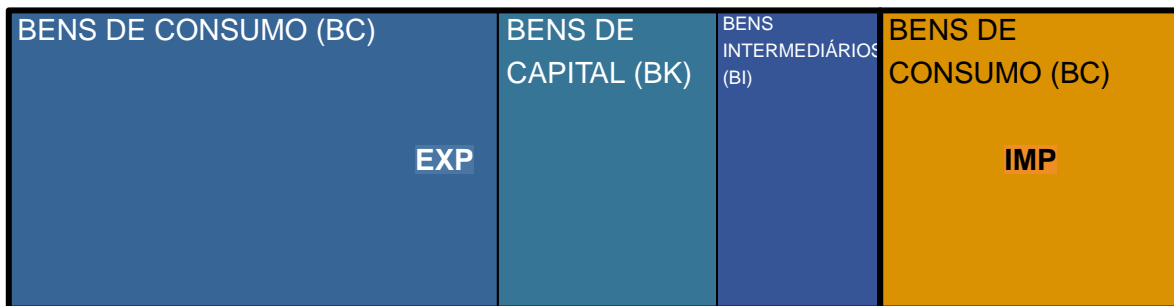 BENS DE CONSUMO (BC)
BENS DE
CAPITAL (BK)
BENS
INTERMEDIÁRIOS
(BI)
BENS DE
CONSUMO (BC)
EXP
IMP